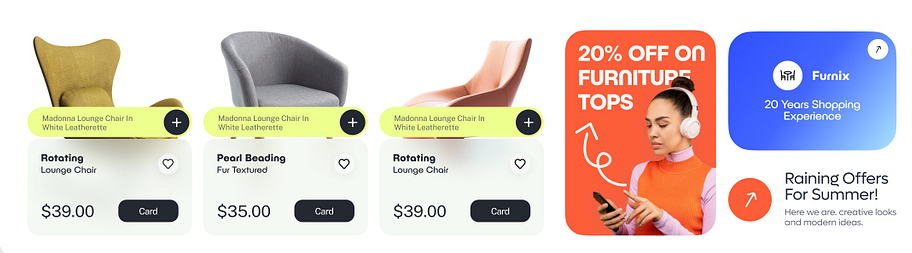 Madonna Lounge Chair In
White Leatherette
Rotating
Lounge Chair
$39.00
Card
Madonna Lounge Chair In
White Leatherette
Pearl Beading
Fur Textured
$35.00
Card
Madonna Lounge Chair In
White Leatherette
Rotating
Lounge Chair
$39.00
Card
20% OFF ON
FURNITURE
TOPS
Furnix
20 Years Shopping
Experience
Raining Offers
For Summer!
Here we are. creative looks
and modern ideas.